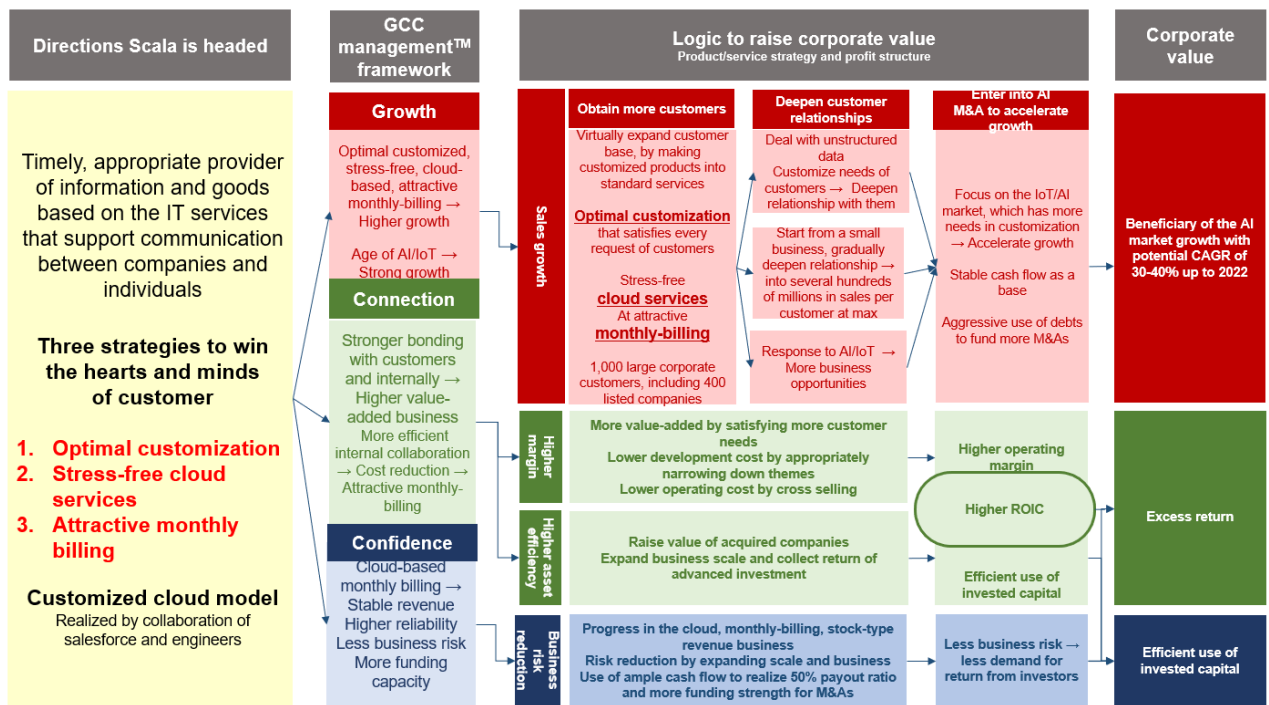 Directions Scala is headed
GCC
management™
framework
Logic to raise corporate value
Product/service strategy and profit structure
Corporate
value
Timely, appropriate provider
of information and goods
based on the IT services
that support communication
between companies and
individuals
Three strategies to win
the hearts and minds
of customer
1. Optimal customization
2. Stress-free cloud
services
3. Attractive monthly
billing
Customized cloud model
Realized by collaboration of
salesforce and engineers
Growth
Optimal customized,
stress-free, cloud-
based, attractive
monthly-billing →
Higher growth
Age of AI/IoT →
Strong growth
Connection
Stronger bonding
with customers
and internally →
Higher value-
added business
More efficient
internal collaboration
→ Cost reduction →
Attractive monthly-
billing
Confidence
Cloud-based
monthly billing →
Stable revenue
Higher reliability
Less business risk
More funding
capacity
Sales growth
Obtain more customers
Virtually expand customer
base, by making
customized products into
standard services
Optimal customization
that satisfies every
request of customers
Stress-free
cloud services
At attractive
monthly-billing
1,000 large corporate
customers, including 400
listed companies
Deepen customer
relationships
Deal with unstructured
data
Customize needs of
customers → Deepen
relationship with them
Start from a small
business, gradually
deepen relationship →
into several hundreds
of millions in sales per
customer at max
Response to AI/IoT →
More business
opportunities
Enter into AI
M&A to accelerate
growth
Focus on the IoT/AI
market, which has more
needs in customization
→ Accelerate growth
Stable cash flow as a
base
Aggressive use of debts
to fund more M&As
Beneficiary of the AI
market growth with
potential CAGR of
30-40% up to 2022
Higher
margin
More value-added by satisfying more customer
needs
Lower development cost by appropriately
narrowing down themes
Lower operating cost by cross selling
Higher operating
margin
Higher ROIC
Excess return
Higher asset
efficiency
Raise value of acquired companies
Expand business scale and collect return of
advanced investment
Efficient use of
invested capital
Business
risk
reduction
Progress in the cloud, monthly-billing, stock-type
revenue business
Risk reduction by expanding scale and business
Use of ample cash flow to realize 50% payout ratio
and more funding strength for M&As
Less business risk →
less demand for
return from investors
Efficient use of
invested capital